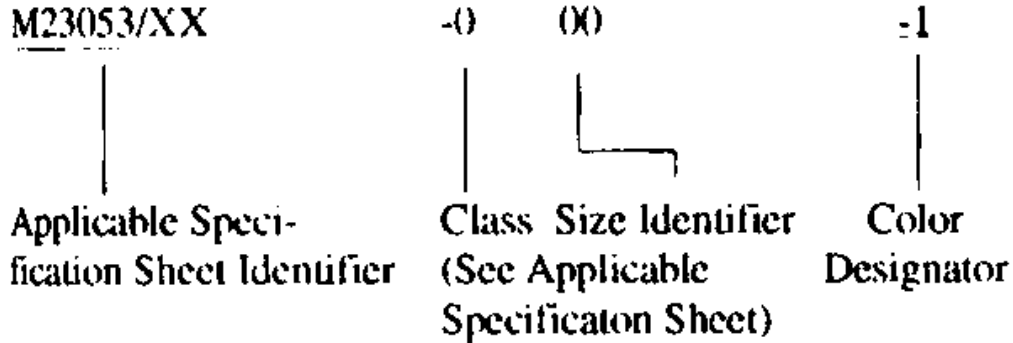 M23053/XX -0 00 -1
Applicable Speci- Class Size Identifier Color
fication Sheet Identifier (See Applicable Designator
Specificaton Sheet)